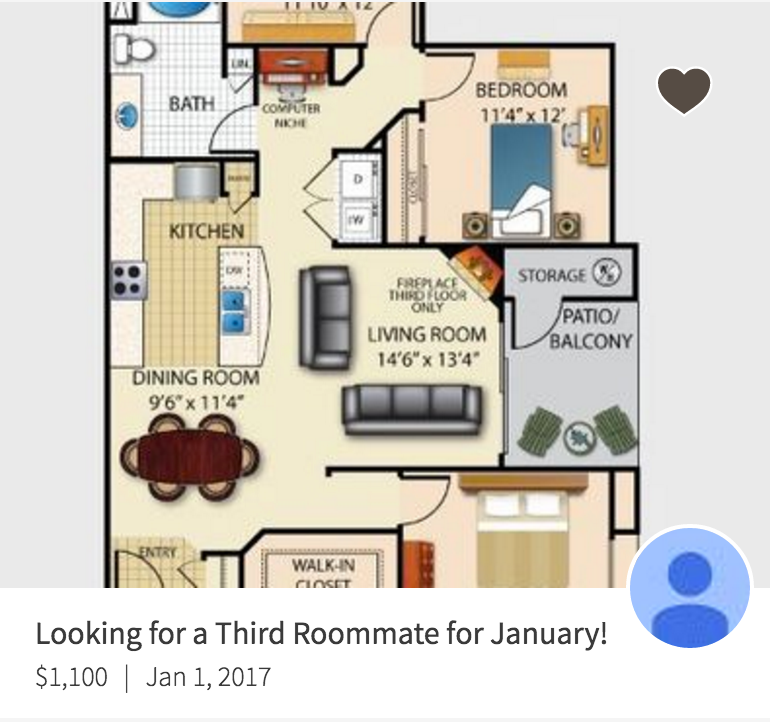 11'10" x 12'
LIN.
BATH
COMPUTER
NICHE
BEDROOM
11'4" x 12'
D
W
CLOSET
KITCHEN
DW
FIREPLACE
THIRD FLOOR
ONLY
STORAGE
PATIO/
BALCONY
LIVING ROOM
14'6" x 13'4"
DINING ROOM
9'6" x 11'4"
ENTRY
WALK-IN
CLOSET
Looking for a Third Roommate for January!
$1,100 | Jan 1, 2017